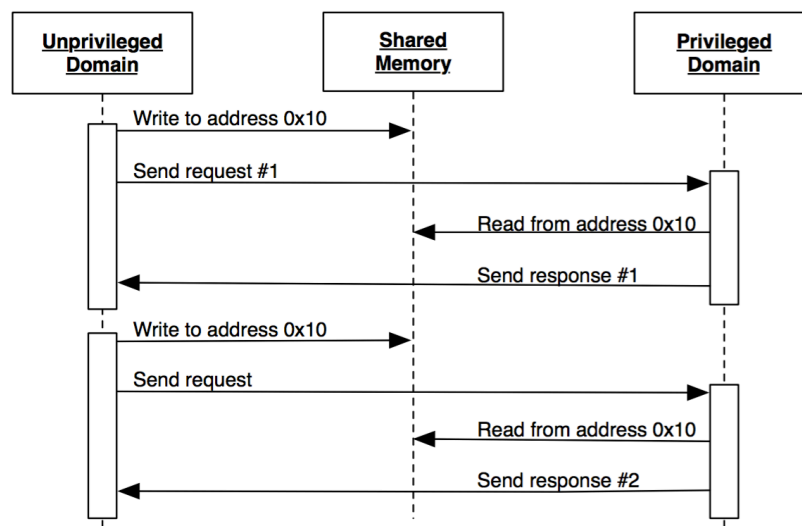 Unprivileged
Domain
Shared
Memory
Privileged
Domain
Write to address 0x10
Send request #1
Read from address 0x10
Send response #1
Write to address 0x10
Send request
Read from address 0x10
Send response #2